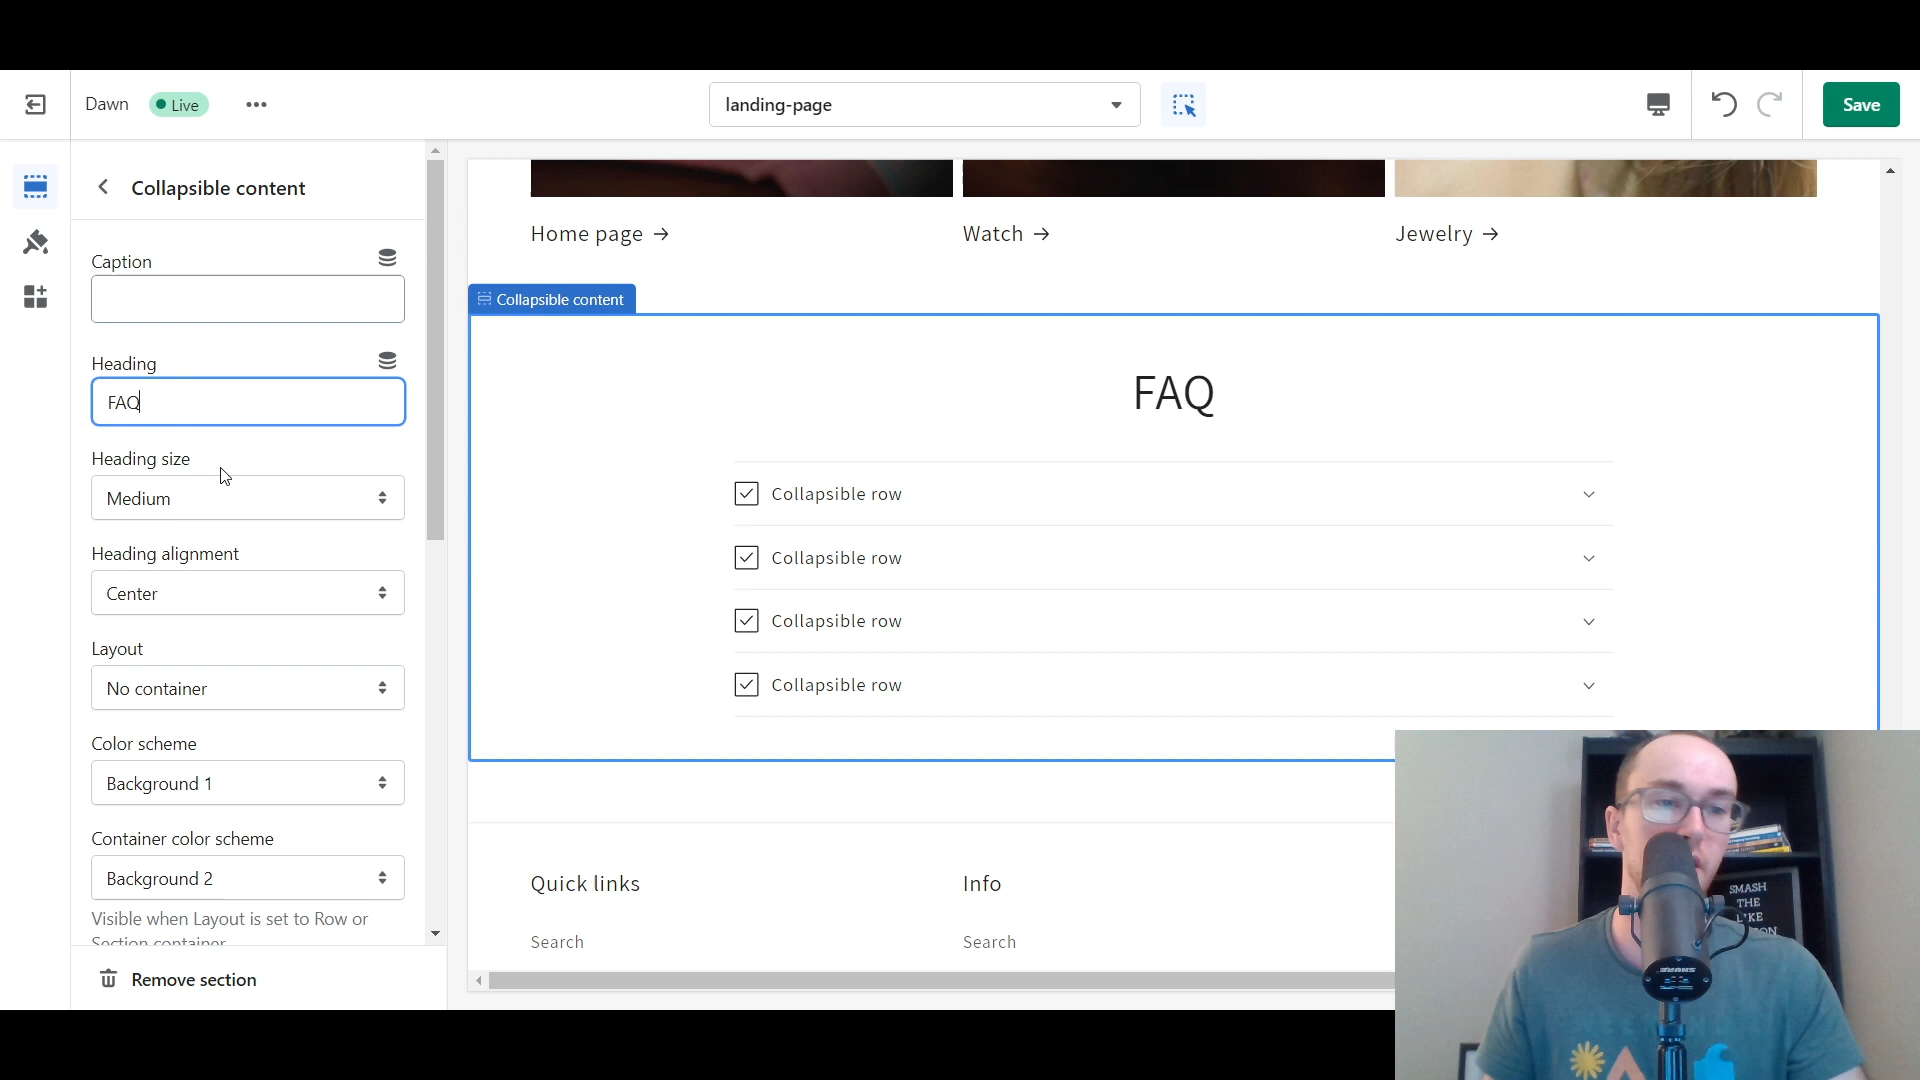 Dawn
Live
landing-page
Save
Collapsible content
Caption
Heading
FAQ
Heading size
Medium
Heading alignment
Center
Layout
No container
Color scheme
Background 1
Container color scheme
Background 2
Visible when Layout is set to Row or
Section container
Remove section
Home page →
Watch →
Jewelry →
Collapsible content
FAQ
Collapsible row
Collapsible row
Collapsible row
Collapsible row
Quick links
Info
Search
Search
SMASH
THE
SHURE